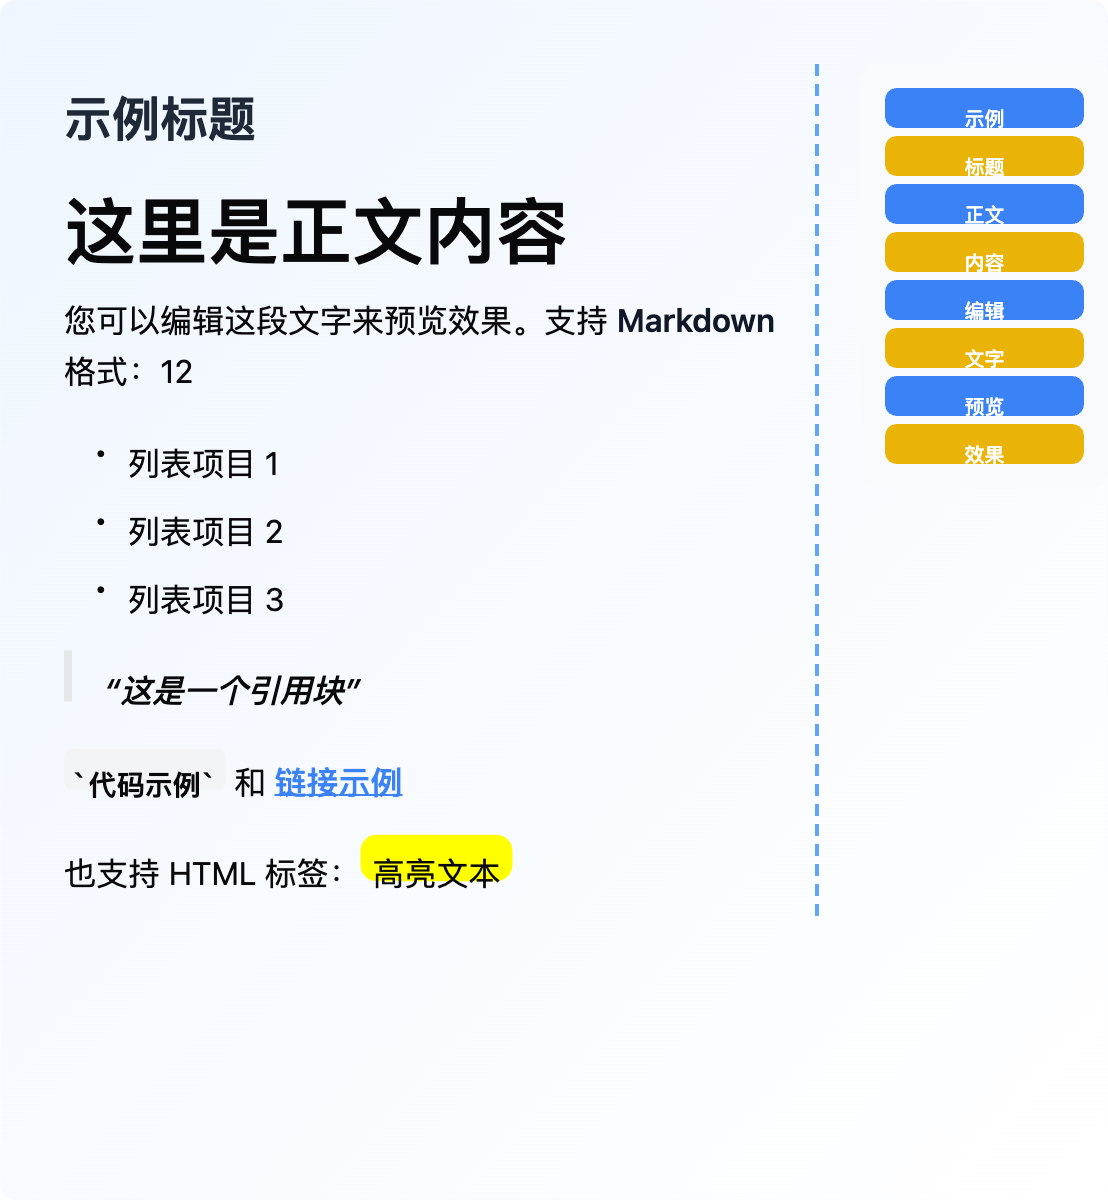 示例标题
这里是正文内容
您可以编辑这段文字来预览效果。支持 Markdown
格式：12
• 列表项目 1
• 列表项目 2
• 列表项目 3
“这是一个引用块”
`代码示例` 和 链接示例
也支持 HTML 标签： 高亮文本
示例
标题
正文
内容
编辑
文字
预览
效果